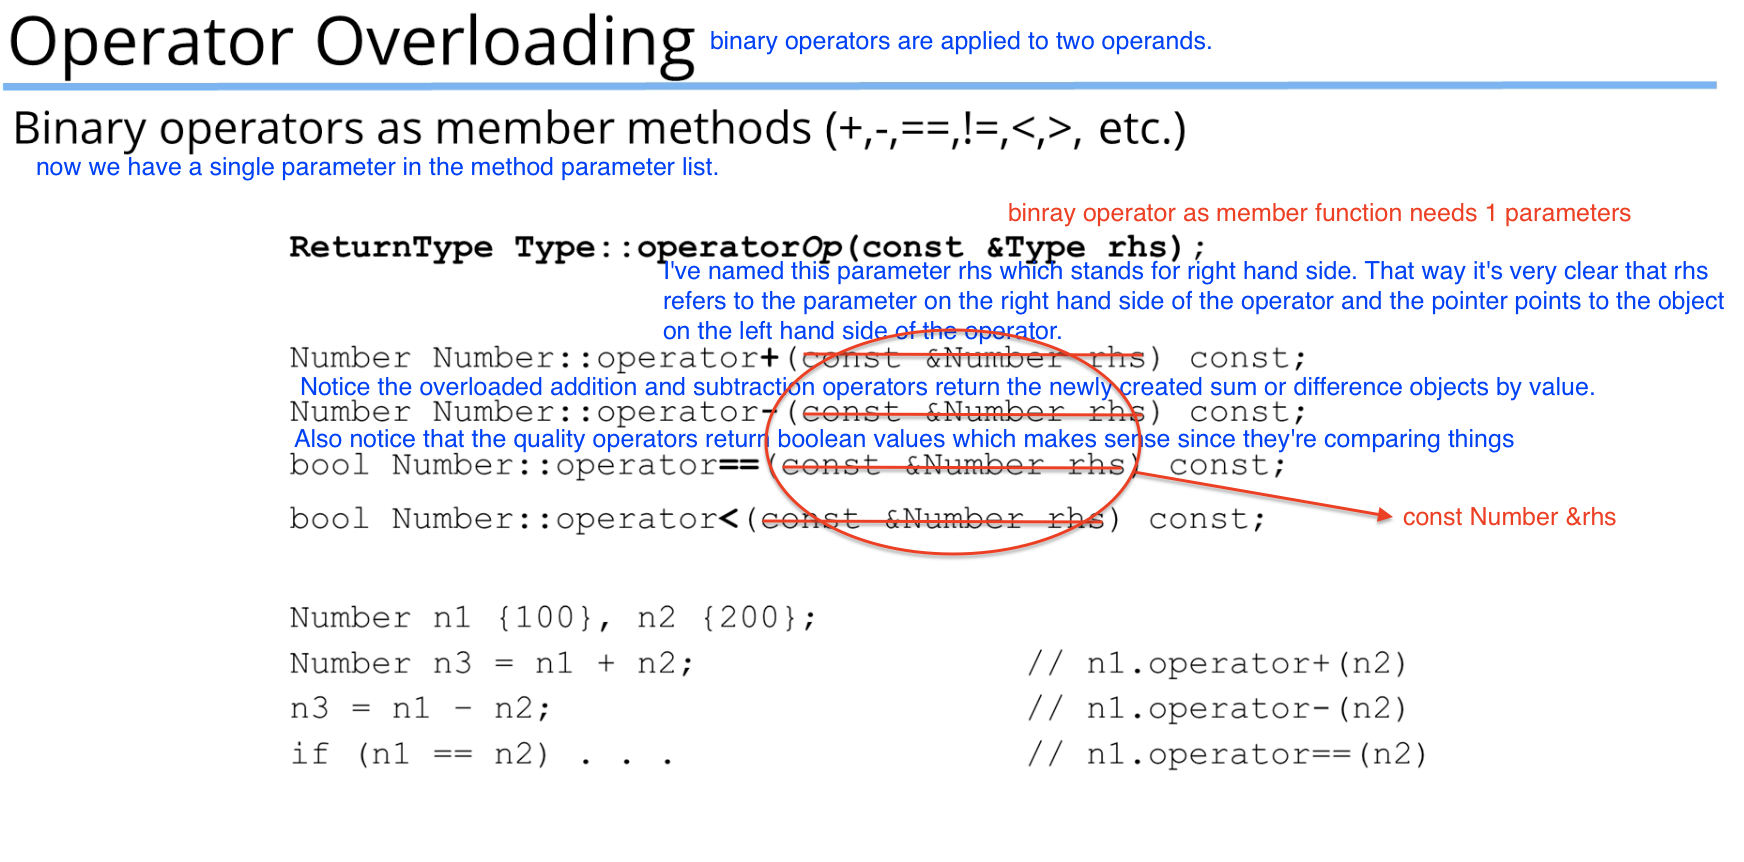 Operator Overloading binary operators are applied to two operands.
Binary operators as member methods (+,-,==,!=,<,>, etc.)
now we have a single parameter in the method parameter list.
binray operator as member function needs 1 parameters
ReturnType Type::operatorOp(const &Type rhs);
I've named this parameter rhs which stands for right hand side. That way it's very clear that rhs
refers to the parameter on the right hand side of the operator and the pointer points to the object
on the left hand side of the operator.
Number Number::operator+(const &Number rhs) const;
Notice the overloaded addition and subtraction operators return the newly created sum or difference objects by value.
Number Number::operator-(const &Number rhs) const;
Also notice that the quality operators return boolean values which makes sense since they're comparing things
bool Number::operator==(const &Number rhs) const;
bool Number::operator<(const &Number rhs) const;
const Number &rhs
Number n1 {100}, n2 {200};
Number n3 = n1 + n2; // n1.operator+(n2)
n3 = n1 - n2; // n1.operator-(n2)
if (n1 == n2) . . . // n1.operator==(n2)